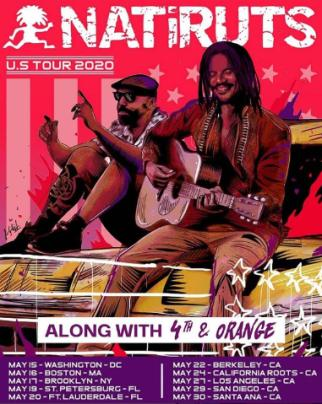 NATiRUTS
U.S TOUR 2020
ALONG WITH 4TH & ORANGE
MAY 15 - WASHINGTON - DC
MAY 16 - BOSTON - MA
MAY 17 - BROOKLYN - NY
MAY 19 - ST. PETERSBURG - FL
MAY 20 - FT. LAUDERDALE - FL
MAY 22 - BERKELEY - CA
MAY 24 - CALIFORNIA ROOTS - CA
MAY 27 - LOS ANGELES - CA
MAY 29 - SAN DIEGO - CA
MAY 30 - SANTA ANA - CA